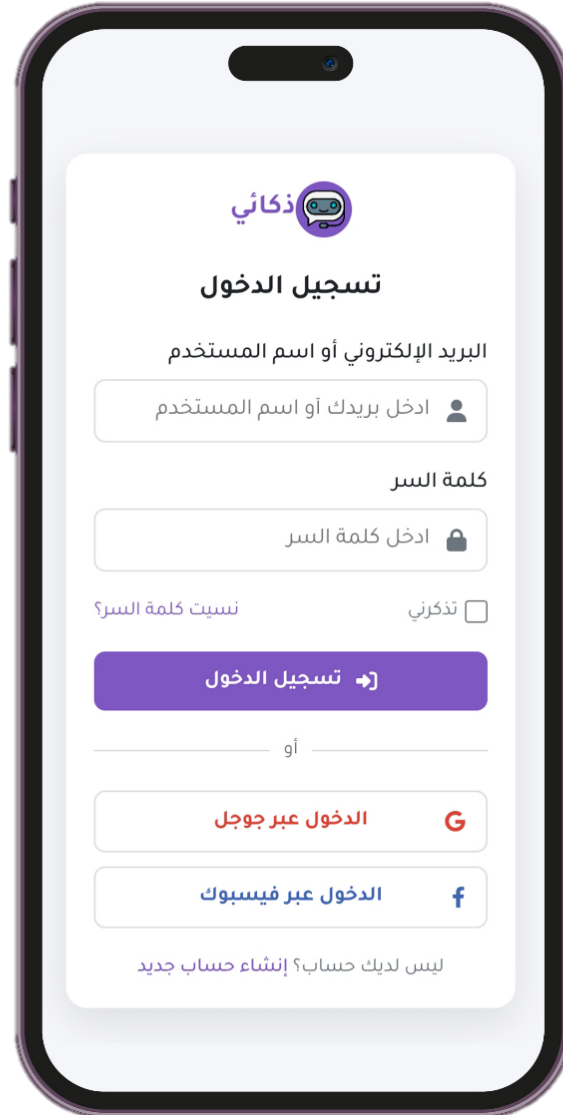 ذكائي
تسجيل الدخول
البريد الإلكتروني أو اسم المستخدم
ادخل بريدك أو اسم المستخدم
كلمة السر
ادخل كلمة السر
تذكرني
نسيت كلمة السر؟
تسجيل الدخول
أو
الدخول عبر جوجل
الدخول عبر فيسبوك
ليس لديك حساب؟ إنشاء حساب جديد